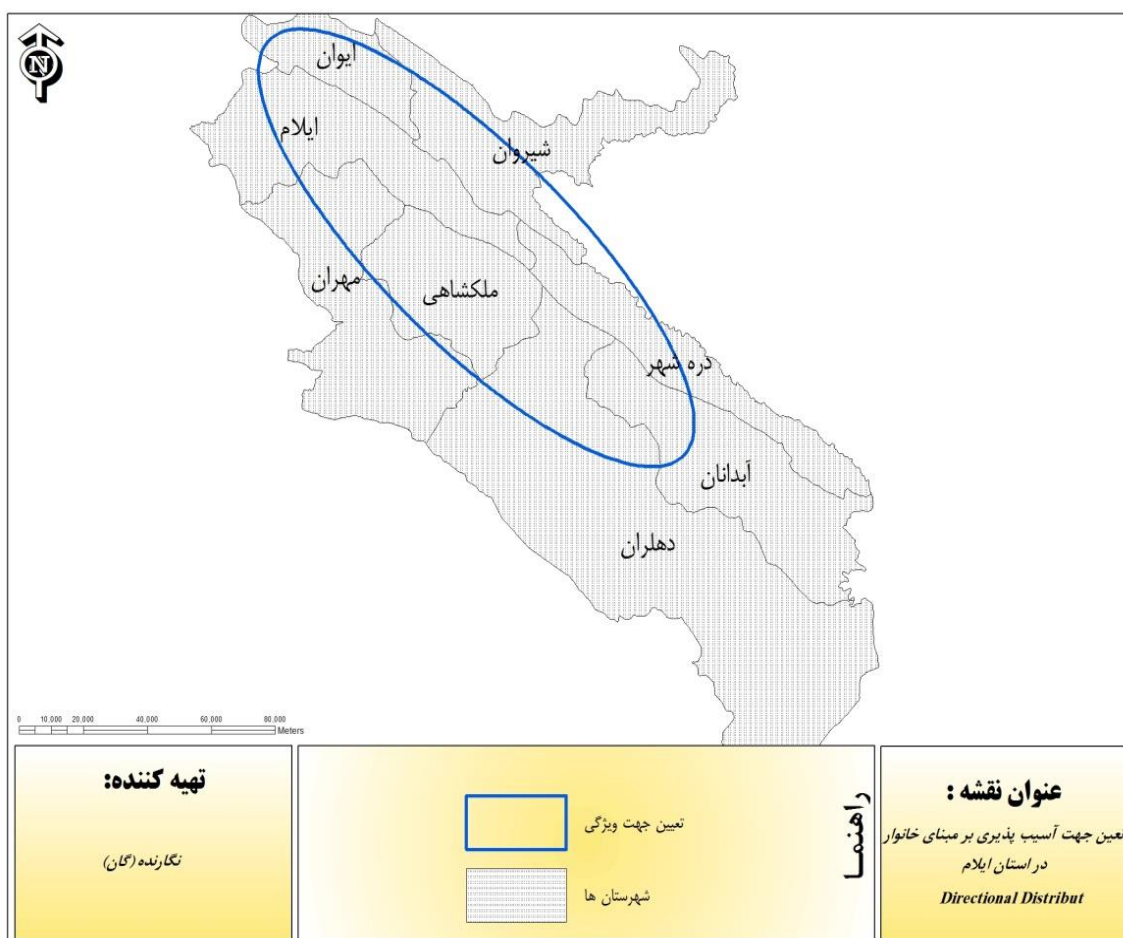 N
ایوان
ایلام
شیروان
مهران
ملکشاهی
دره شهر
آبدانان
دهلران
0 10,000 20,000 40,000 60,000 80,000
Meters
تهیه کننده:
نگارنده (گان)
راهنما
تعیین جهت ویژگی
شهرستان ها
عنوان نقشه :
تعین جهت آسیب پذیری بر مبنای خانوار
در استان ایلام
Directional Distribut